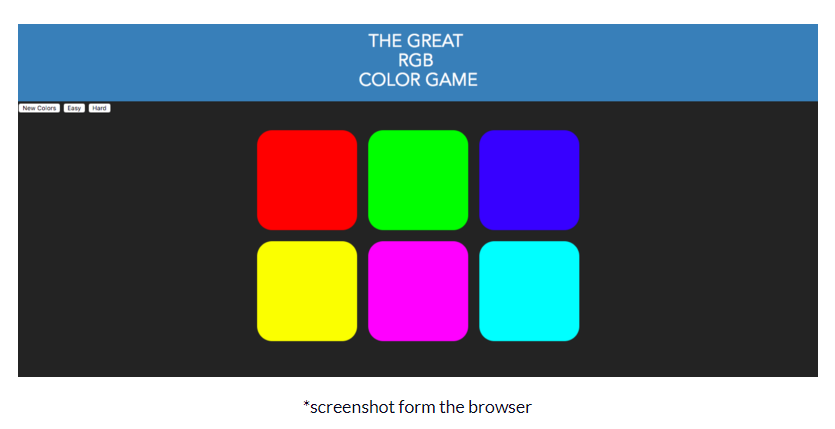 THE GREAT
RGB
COLOR GAME
New Colors Easy Hard
*screenshot form the browser